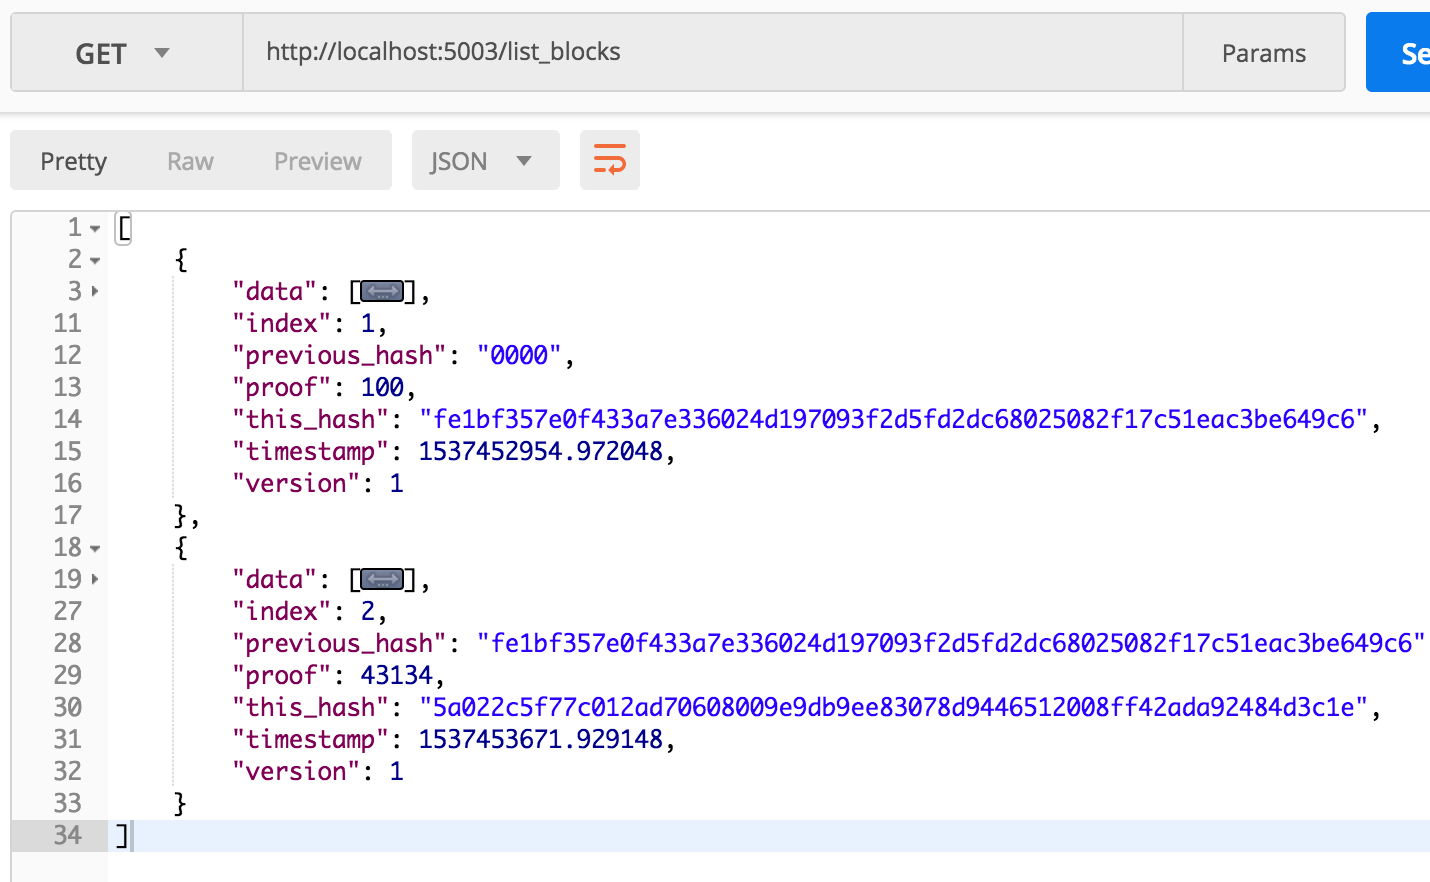 GET http://localhost:5003/list_blocks Params Se
Pretty Raw Preview JSON
1 [
2 {
3 "data": [↔],
11 "index": 1,
12 "previous_hash": "0000",
13 "proof": 100,
14 "this_hash": "fe1bf357e0f433a7e336024d197093f2d5fd2dc68025082f17c51eac3be649c6",
15 "timestamp": 1537452954.972048,
16 "version": 1
17 },
18 {
19 "data": [↔],
27 "index": 2,
28 "previous_hash": "fe1bf357e0f433a7e336024d197093f2d5fd2dc68025082f17c51eac3be649c6"
29 "proof": 43134,
30 "this_hash": "5a022c5f77c012ad70608009e9db9ee83078d9446512008ff42ada92484d3c1e",
31 "timestamp": 1537453671.929148,
32 "version": 1
33 }
34 ]